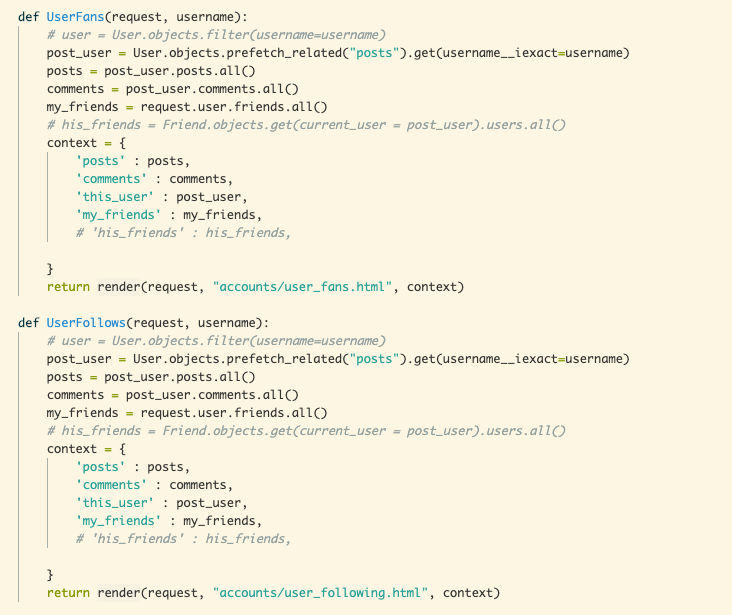 def UserFans(request, username):
    # user = User.objects.filter(username=username)
    post_user = User.objects.prefetch_related("posts").get(username__iexact=username)
    posts = post_user.posts.all()
    comments = post_user.comments.all()
    my_friends = request.user.friends.all()
    # his_friends = Friend.objects.get(current_user = post_user).users.all()
    context = {
        'posts' : posts,
        'comments' : comments,
        'this_user' : post_user,
        'my_friends' : my_friends,
        # 'his_friends' : his_friends,

    }
    return render(request, "accounts/user_fans.html", context)

def UserFollows(request, username):
    # user = User.objects.filter(username=username)
    post_user = User.objects.prefetch_related("posts").get(username__iexact=username)
    posts = post_user.posts.all()
    comments = post_user.comments.all()
    my_friends = request.user.friends.all()
    # his_friends = Friend.objects.get(current_user = post_user).users.all()
    context = {
        'posts' : posts,
        'comments' : comments,
        'this_user' : post_user,
        'my_friends' : my_friends,
        # 'his_friends' : his_friends,

    }
    return render(request, "accounts/user_following.html", context)